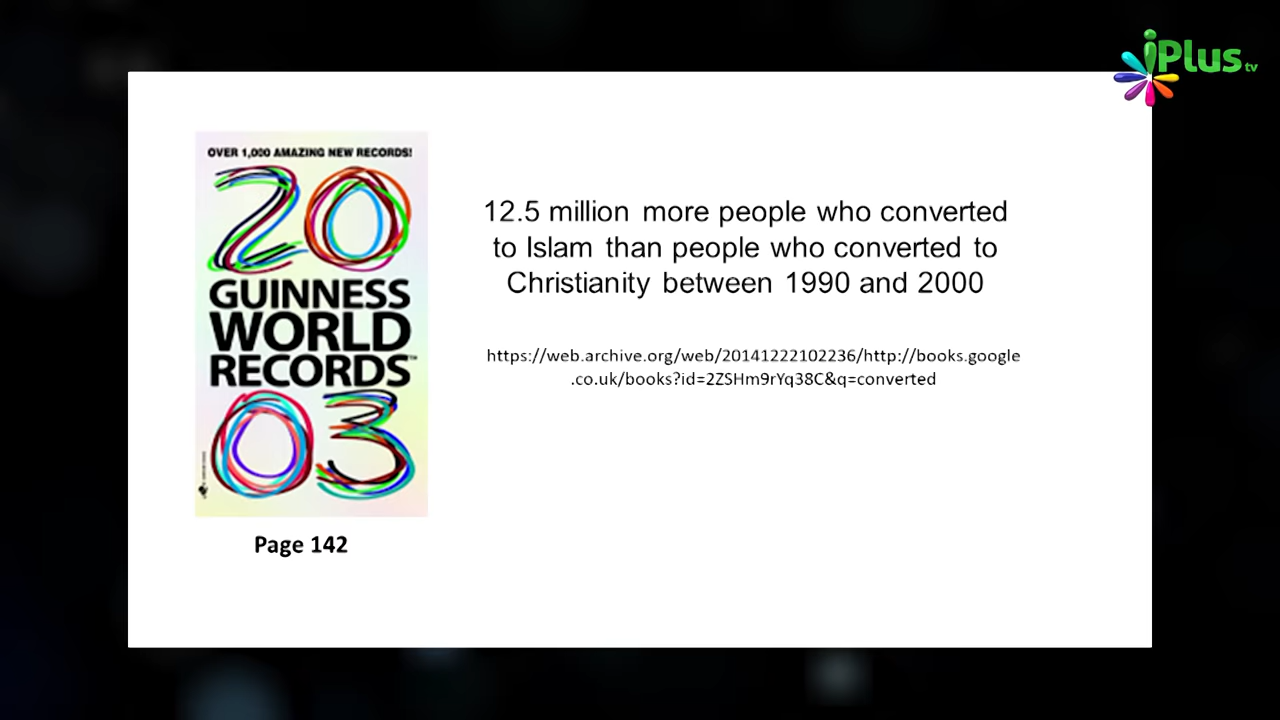 iPlus tv
OVER 1,000 AMAZING NEW RECORDS!
20
GUINNESS
WORLD
RECORDS™
03
Page 142
12.5 million more people who converted
to Islam than people who converted to
Christianity between 1990 and 2000
https://web.archive.org/web/20141222102236/http://books.google
.co.uk/books?id=2ZSHm9rYq38C&q=converted